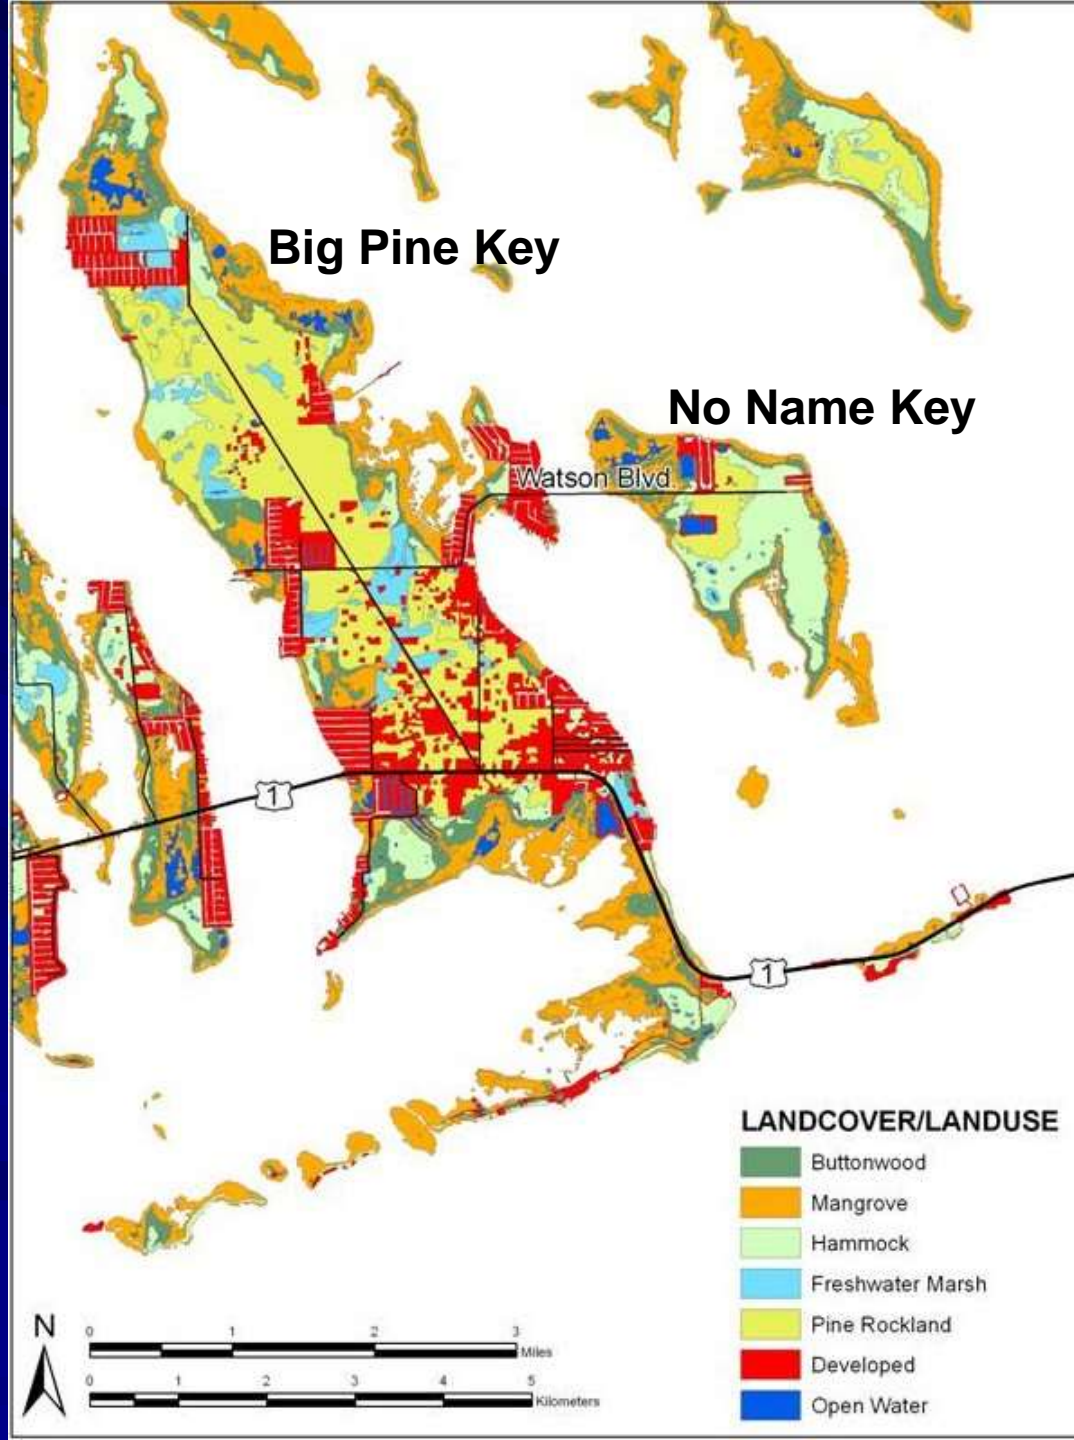 Big Pine Key
No Name Key
Watson Blvd.
1
1
LANDCOVER/LANDUSE
Buttonwood
Mangrove
Hammock
Freshwater Marsh
Pine Rockland
Developed
Open Water
N
0 1 2 3
Miles
0 1 2 3 4 5
Kilometers